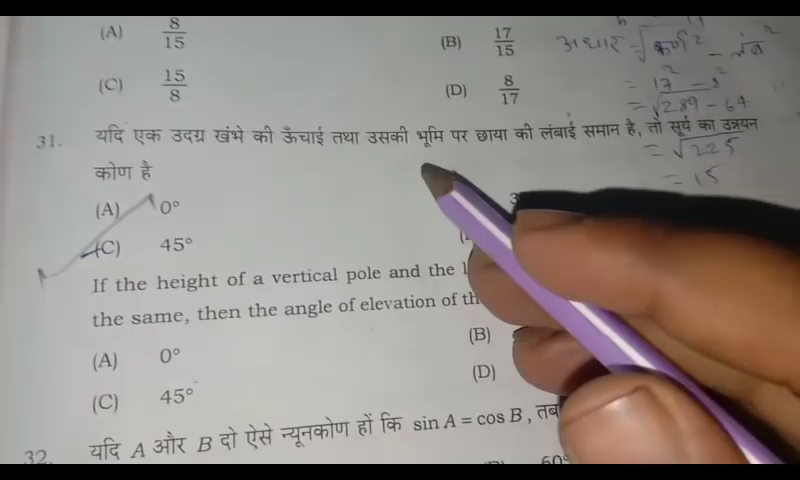 (A) 8/15
(B) 17/15
(C) 15/8
(D) 8/17
आधार = √कर्ण² - लंब²
= 17² -
= √289 - 64
= √225
= 15
31. यदि एक उदग्र खंभे की ऊँचाई तथा उसकी भूमि पर छाया की लंबाई समान है, तो सूर्य का उन्नयन
कोण है
(A) 0°
(C) 45°
If the height of a vertical pole and the
the same, then the angle of elevation of
(A) 0°
(B)
(C) 45°
(D)
32. यदि A और B दो ऐसे न्यूनकोण हों कि sin A = cos B, तब
60°